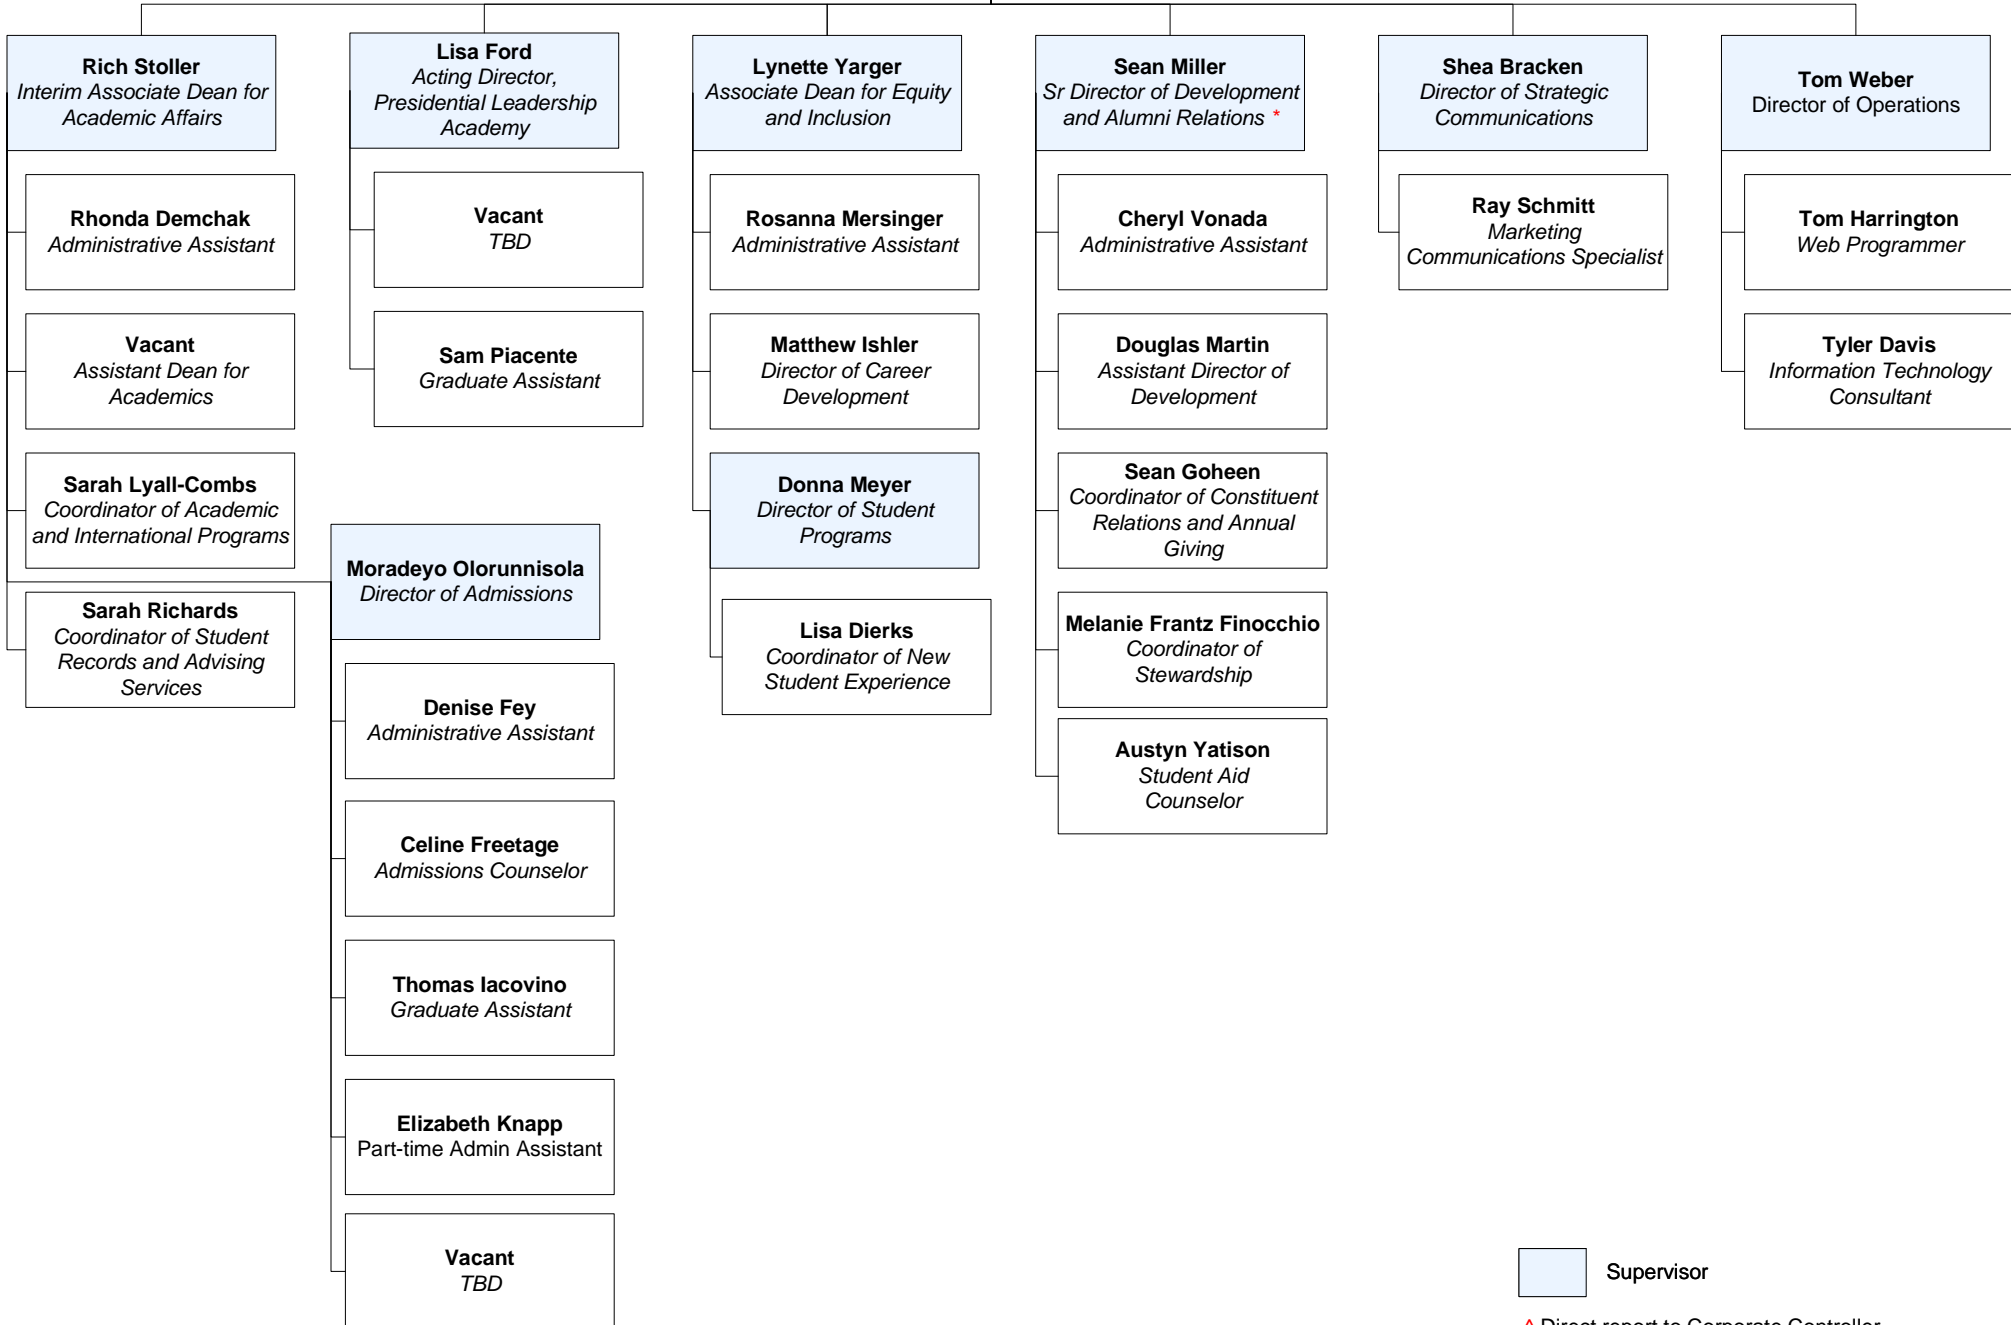 Rich Stoller
Interim Associate Dean for
Academic Affairs
Lisa Ford
Acting Director,
Presidential Leadership
Academy
Lynette Yarger
Associate Dean for Equity
and Inclusion
Sean Miller
Sr Director of Development
and Alumni Relations *
Shea Bracken
Director of Strategic
Communications
Tom Weber
Director of Operations
Rhonda Demchak
Administrative Assistant
Vacant
Assistant Dean for
Academics
Sarah Lyall-Combs
Coordinator of Academic
and International Programs
Sarah Richards
Coordinator of Student
Records and Advising
Services
Moradeyo Olorunnisola
Director of Admissions
Denise Fey
Administrative Assistant
Celine Freetage
Admissions Counselor
Thomas Iacovino
Graduate Assistant
Elizabeth Knapp
Part-time Admin Assistant
Vacant
TBD
Vacant
TBD
Sam Piacente
Graduate Assistant
Rosanna Mersinger
Administrative Assistant
Matthew Ishler
Director of Career
Development
Donna Meyer
Director of Student
Programs
Lisa Dierks
Coordinator of New
Student Experience
Cheryl Vonada
Administrative Assistant
Douglas Martin
Assistant Director of
Development
Sean Goheen
Coordinator of Constituent
Relations and Annual
Giving
Melanie Frantz Finocchio
Coordinator of
Stewardship
Austyn Yatison
Student Aid
Counselor
Ray Schmitt
Marketing
Communications Specialist
Tom Harrington
Web Programmer
Tyler Davis
Information Technology
Consultant
Supervisor
^ Direct report to Corporate Controller